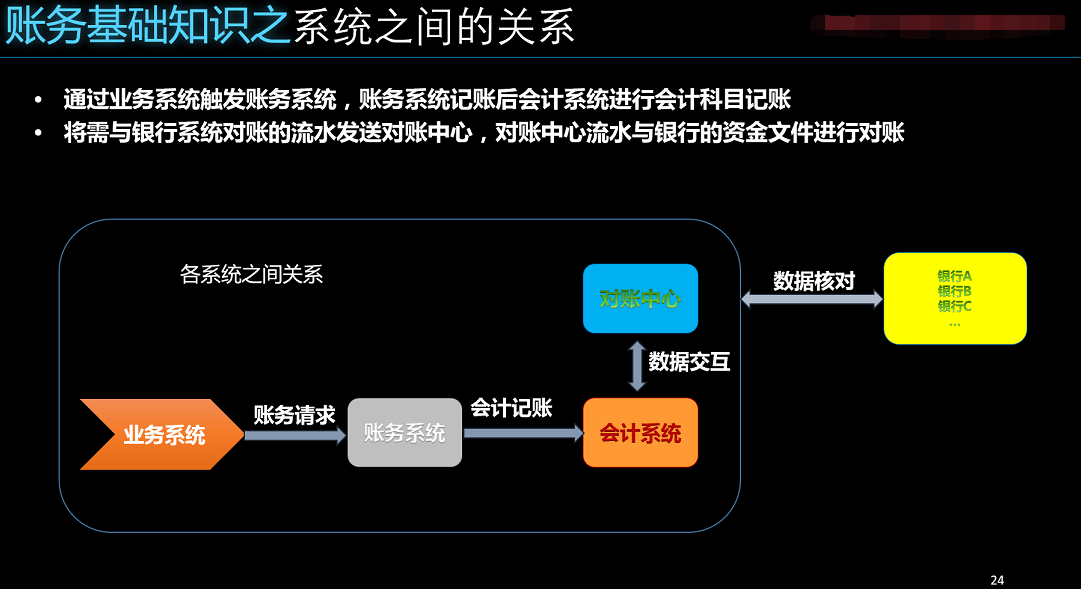 账务基础知识之系统之间的关系
• 通过业务系统触发账务系统，账务系统记账后会计系统进行会计科目记账
• 将需与银行系统对账的流水发送对账中心，对账中心流水与银行的资金文件进行对账
各系统之间关系
对账中心
数据核对
银行A
银行B
银行C
...
数据交互
业务系统
账务请求
账务系统
会计记账
会计系统
24